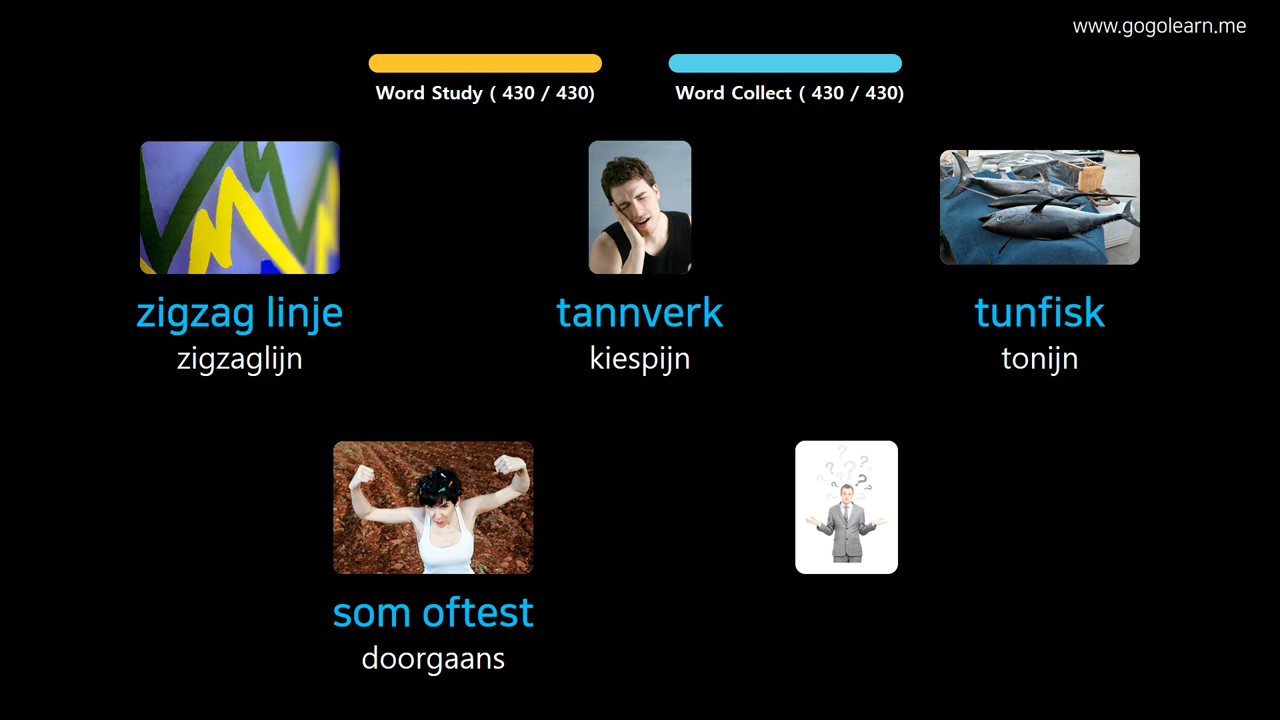 www.gogolearn.me
Word Study ( 430 / 430)
Word Collect ( 430 / 430)
zigzag linje
zigzaglijn
tannverk
kiespijn
tunfisk
tonijn
som oftest
doorgaans